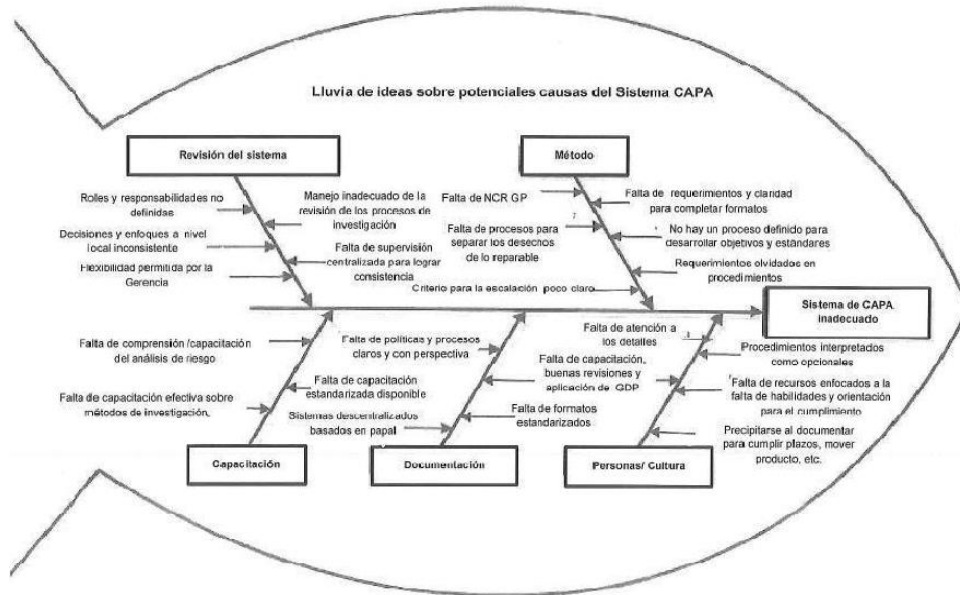 Lluvia de ideas sobre potenciales causas del Sistema CAPA
Revisión del sistema
Roles y responsabilidades no
definidas
Decisiones y enfoques a nivel
local inconsistente
Flexibilidad permitida por la
Gerencia
Manejo inadecuado de la
revisión de los procesos de
investigación
Falta de supervisión
centralizada para lograr
consistencia
Método
Falta de NCR GP
Falta de procesos para
separar los desechos
de lo reparable
Criterio para la escalación poco claro
Falta de requerimientos y claridad
para completar formatos
No hay un proceso definido para
desarrollar objetivos y estándares
Requerimientos olvidados en
procedimientos
Sistema de CAPA
inadecuado
Falta de comprensión /capacitación
del análisis de riesgo
Falta de capacitación efectiva sobre
métodos de investigación.
Falta de capacitación
estandarizada disponible
Capacitación
Falta de políticas y procesos
claros y con perspectiva
Sistemas descentralizados
basados en papal
Falta de capacitación,
buenas revisiones y
aplicación de GDP
Falta de formatos
estandarizados
Documentación
Falta de atención a
los detalles
Procedimientos interpretados
como opcionales
Falta de recursos enfocados a la
falta de habilidades y orientación
para el cumplimiento
Precipitarse al documentar
para cumplir plazos, mover
producto, etc.
Personas/ Cultura